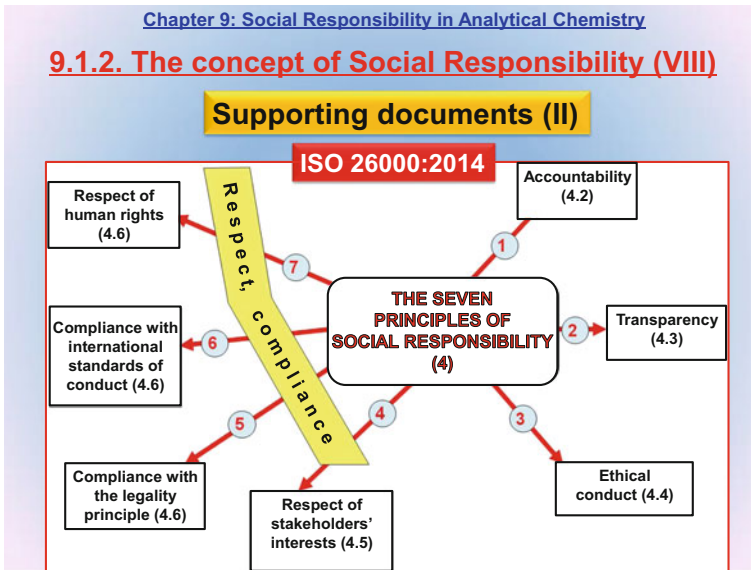 Chapter 9: Social Responsibility in Analytical Chemistry
9.1.2. The concept of Social Responsibility (VIII)
Supporting documents (II)
ISO 26000:2014
Accountability
(4.2)
Respect of
human rights
(4.6)
Respect, compliance
1
7
THE SEVEN
PRINCIPLES OF
SOCIAL RESPONSIBILITY
(4)
2
Transparency
(4.3)
Compliance with
international
standards of
conduct (4.6)
6
5
4
3
Compliance with
the legality
principle (4.6)
Respect of
stakeholders'
interests (4.5)
Ethical
conduct (4.4)